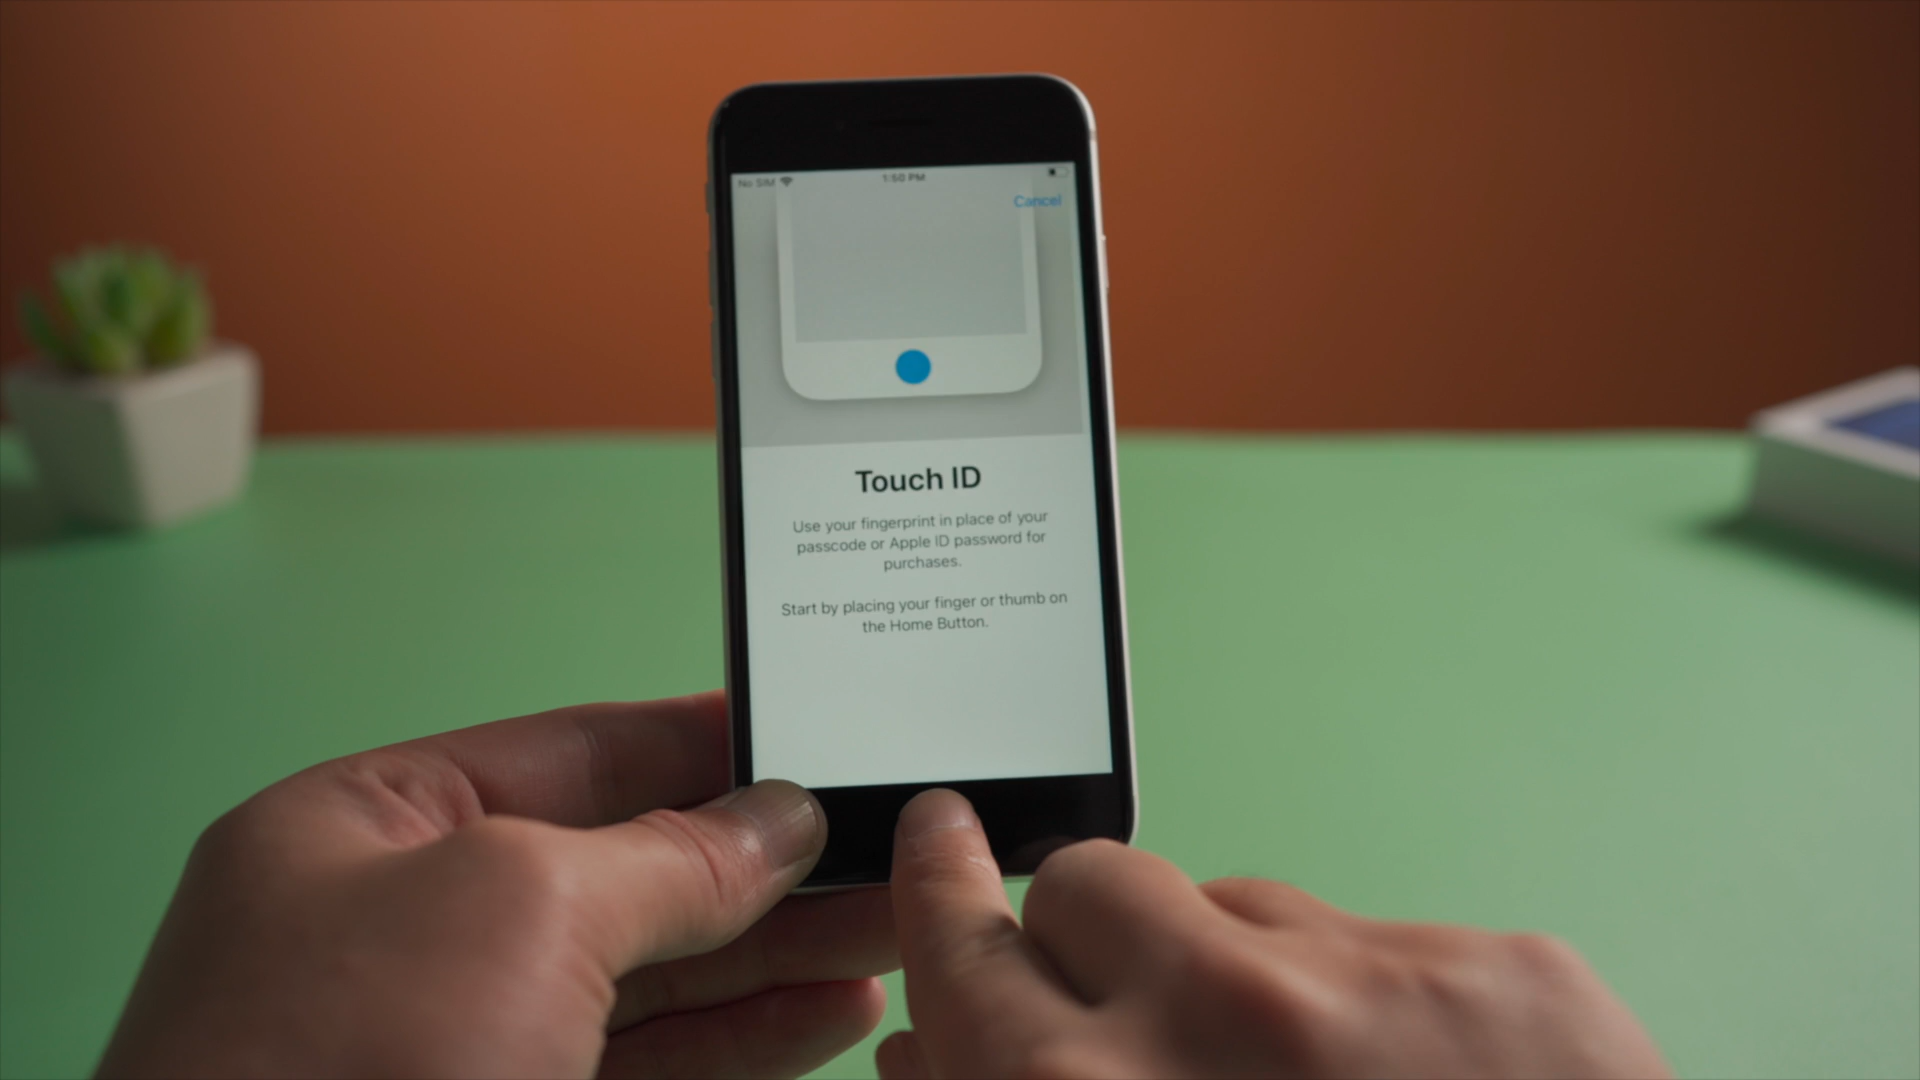 No SIM
1:50 PM
Cancel
Touch ID
Use your fingerprint in place of your
passcode or Apple ID password for
purchases.
Start by placing your finger or thumb on
the Home Button.